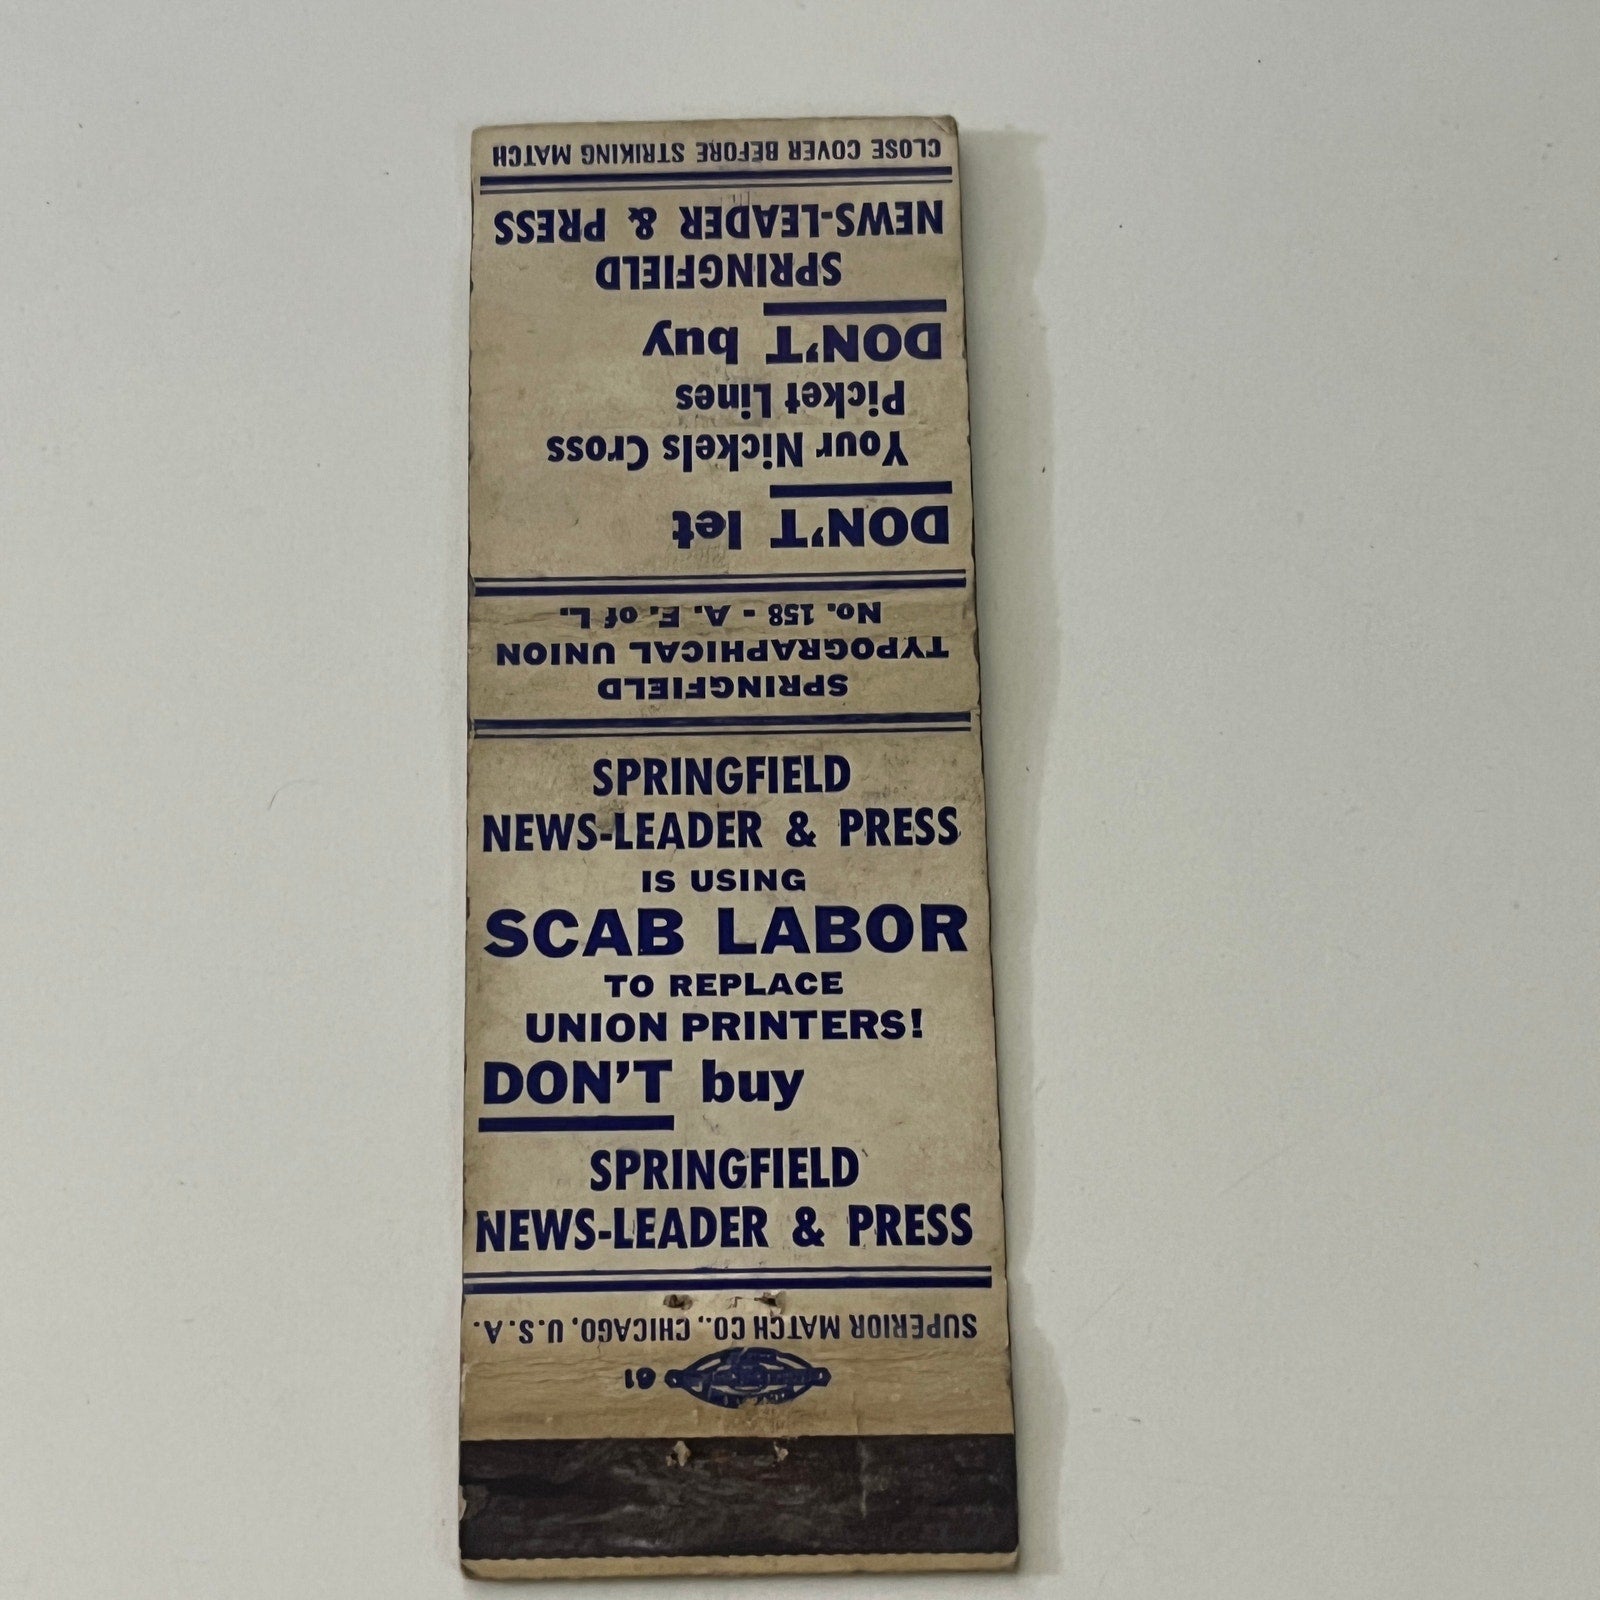 CLOSE COVER BEFORE STRIKING MATCH
NEWS-LEADER & PRESS
SPRINGFIELD
DON'T buy
Picket Lines
Your Nickels Cross
DON'T let
No. 158 - A. F. of L.
TYPOGRAPHICAL UNION
SPRINGFIELD
SPRINGFIELD
NEWS-LEADER & PRESS
IS USING
SCAB LABOR
TO REPLACE
UNION PRINTERS!
DON'T buy
SPRINGFIELD
NEWS-LEADER & PRESS
SUPERIOR MATCH CO., CHICAGO, U.S.A.
61